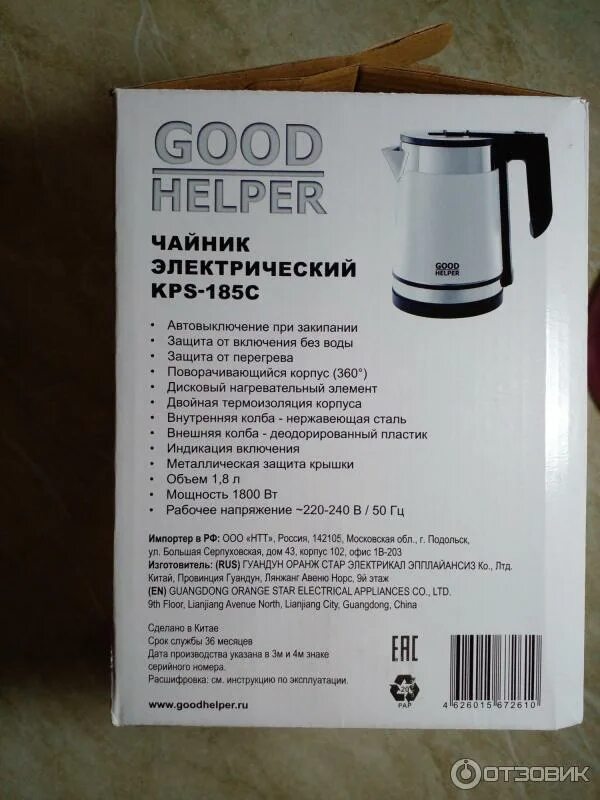 GOOD
HELPER
ЧАЙНИК
ЭЛЕКТРИЧЕСКИЙ
KPS-185C
GOOD
HELPER
• Автовыключение при закипании
• Защита от включения без воды
• Защита от перегрева
• Поворачивающийся корпус (360°)
• Дисковый нагревательный элемент
• Двойная термоизоляция корпуса
• Внутренняя колба - нержавеющая сталь
• Внешняя колба - деодорированный пластик
• Индикация включения
• Металлическая защита крышки
• Объем 1,8 л
• Мощность 1800 Вт
• Рабочее напряжение ~220-240 В / 50 Гц
Импортер в РФ: ООО «НТТ», Россия, 142105, Московская обл., г. Подольск,
ул. Большая Серпуховская, дом 43, корпус 102, офис 1В-203
Изготовитель: (RUS) ГУАНДУН ОРАНЖ СТАР ЭЛЕКТРИКАЛ ЭППЛАЙАНСИЗ Ко., Лтд.
Китай, Провинция Гуандун, Лянжанг Авеню Норс, 9й этаж
(EN) GUANGDONG ORANGE STAR ELECTRICAL APPLIANCES CO., LTD.
9th Floor, Lianjiang Avenue North, Lianjiang City, Guangdong, China
Сделано в Китае
Срок службы 36 месяцев
Дата производства указана в 3м и 4м знаке
серийного номера.
Расшифровка: см. инструкцию по эксплуатации.
www.goodhelper.ru
EAC
20
PAP
4 626015 672610
ОТЗОВИК